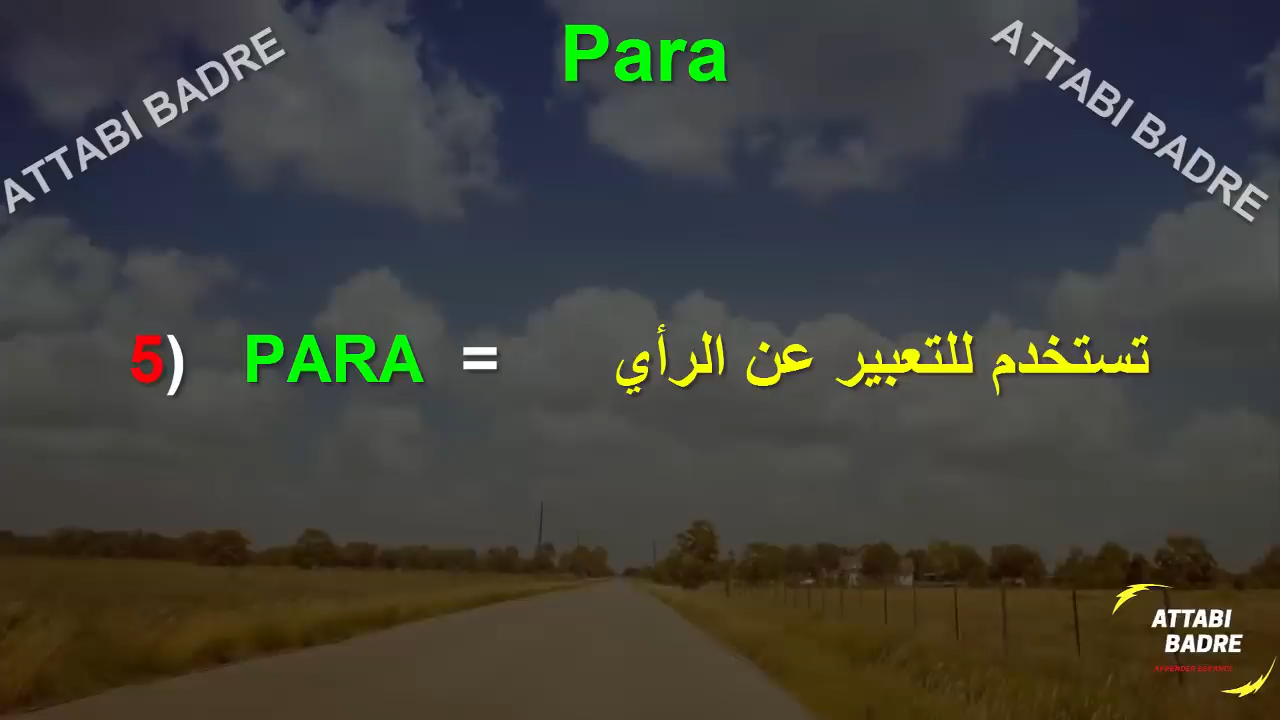 Para
ATTABI BADRE
ATTABI BADRE
5) PARA = تستخدم للتعبير عن الرأي
ATTABI
BADRE